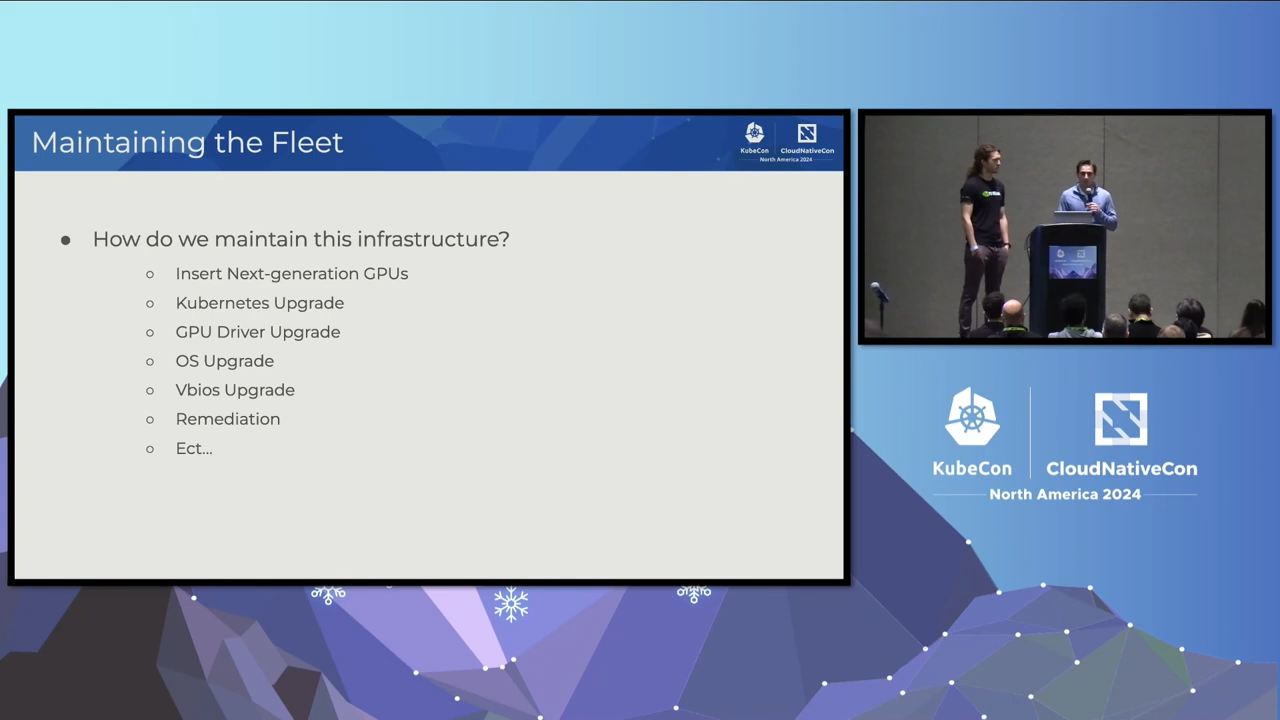 Maintaining the Fleet
KubeCon
CloudNativeCon
North America 2024
● How do we maintain this infrastructure?
○ Insert Next-generation GPUs
○ Kubernetes Upgrade
○ GPU Driver Upgrade
○ OS Upgrade
○ Vbios Upgrade
○ Remediation
○ Ect...
KubeCon
CloudNativeCon
North America 2024